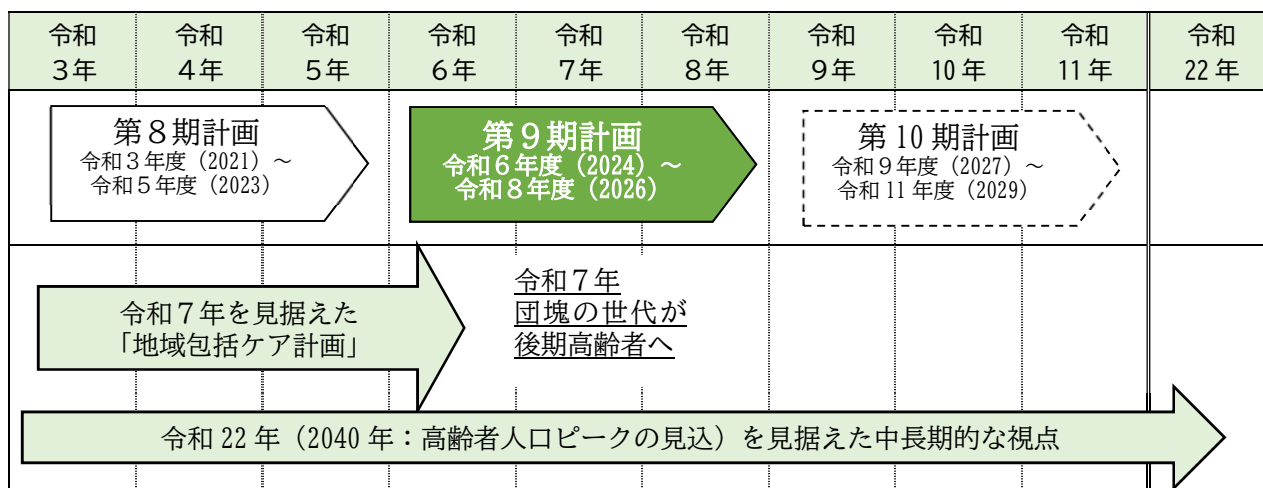 令和 令和 令和 令和 令和 令和 令和 令和 令和 令和
３年 ４年 ５年 ６年 ７年 ８年 ９年 10年 11年 22年
第８期計画
令和３年度（2021）～
令和５年度（2023）
第９期計画
令和６年度（2024）～
令和８年度（2026）
第10期計画
令和９年度（2027）～
令和11年度（2029）
令和７年を見据えた
「地域包括ケア計画」
令和７年
団塊の世代が
後期高齢者へ
令和22年（2040年：高齢者人口ピークの見込）を見据えた中長期的な視点